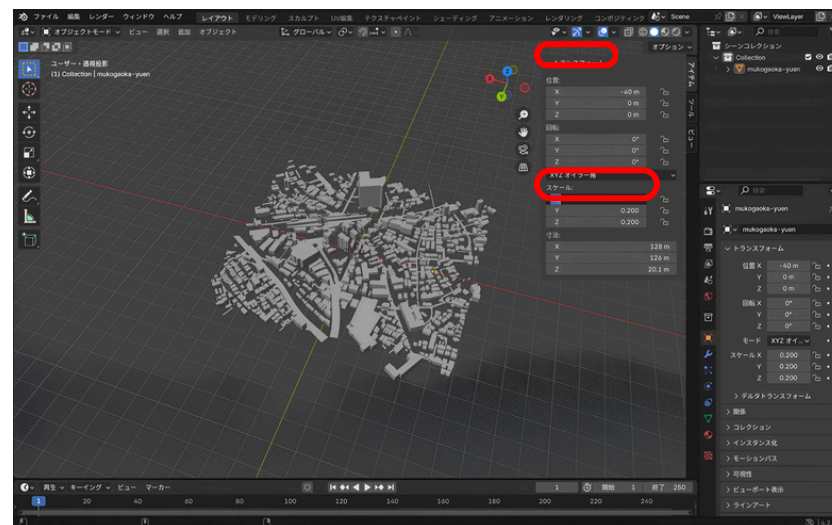 ファイル 編集 レンダー ウィンドウ ヘルプ レイアウト モデリング スカルプト UV編集 テクスチャペイント シェーディング アニメーション レンダリング コンポジティング Scene ViewLayer
オブジェクトモード ビュー 選択 追加 オブジェクト グローバル
オプション
シーンコレクション
Collection
mukogaoka-yuen
ユーザー・透視投影
(1) Collection | mukogaoka-yuen
トランスフォーム
位置:
X -40 m
Y 0 m
Z 0 m
回転:
X 0°
Y 0°
Z 0°
XYZ オイラー角
スケール:
Y 0.200
Z 0.200
寸法:
X 128 m
Y 126 m
Z 20.1 m
アイテム
ツール
ビュー
検索
mukogaoka-yuen
mukogaoka-yuen
トランスフォーム
位置 X -40 m
Y 0 m
Z 0 m
回転 X 0°
Y 0°
Z 0°
モード XYZ オイ...
スケール X 0.200
Y 0.200
Z 0.200
デルタトランスフォーム
関係
コレクション
インスタンス化
モーションパス
可視性
ビューポート表示
ラインアート
再生 キーイング ビュー マーカー
1 開始 1 終了 250
1 20 40 60 80 100 120 140 160 200 220 240